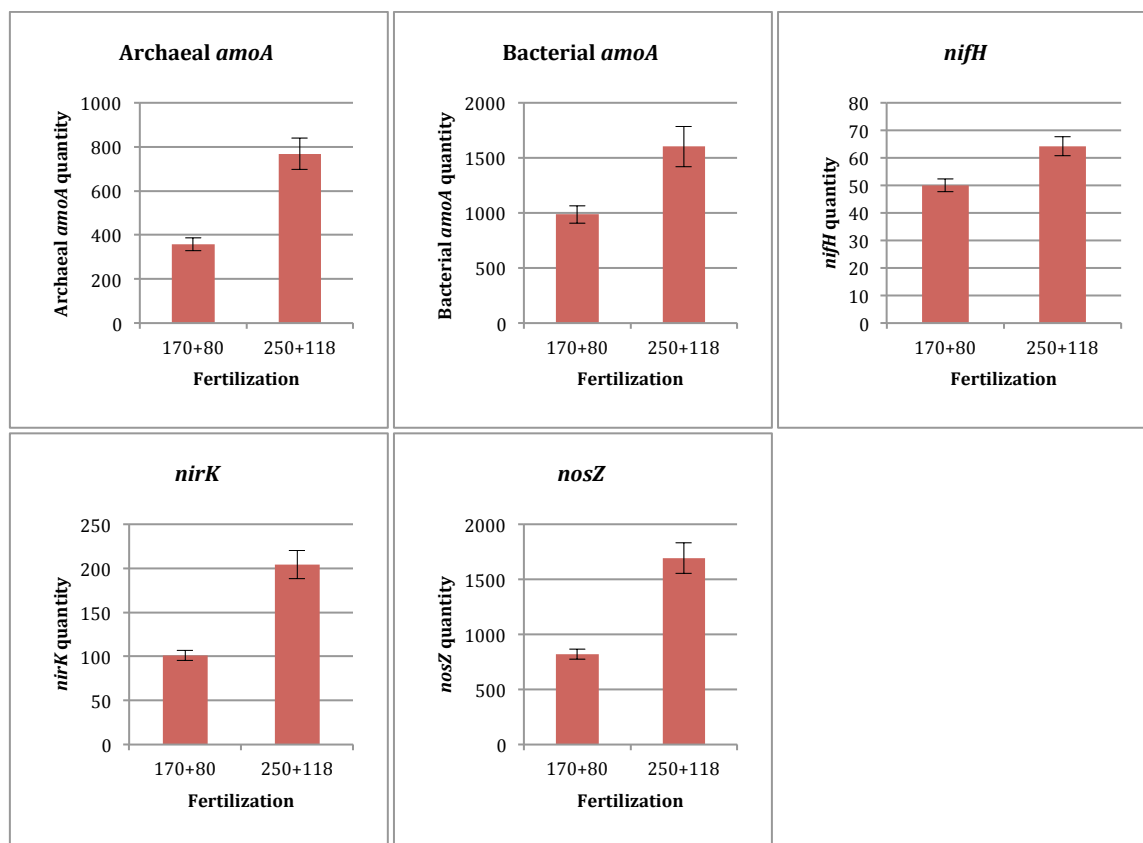 Archaeal amoA
Archaeal amoA quantity
1000
800
600
400
200
0
170+80 250+118
Fertilization
Bacterial amoA
Bacterial amoA quantity
2000
1500
1000
500
0
170+80 250+118
Fertilization
nifH
nifH quantity
80
70
60
50
40
30
20
10
0
170+80 250+118
Fertilization
nirK
nirK quantity
250
200
150
100
50
0
170+80 250+118
Fertilization
nosZ
nosZ quantity
2000
1500
1000
500
0
170+80 250+118
Fertilization